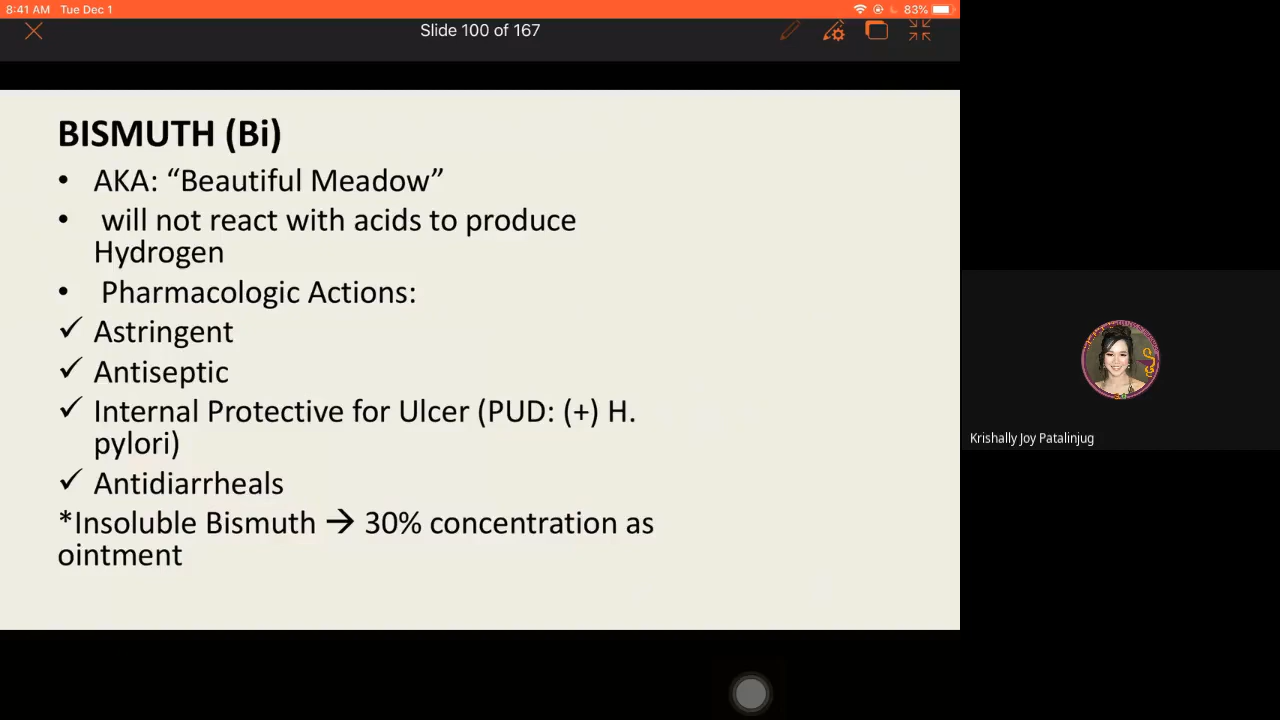 8:41 AM Tue Dec 1
83%
Slide 100 of 167
BISMUTH (Bi)
• AKA: “Beautiful Meadow”
• will not react with acids to produce
Hydrogen
• Pharmacologic Actions:
✓ Astringent
✓ Antiseptic
✓ Internal Protective for Ulcer (PUD: (+) H.
pylori)
✓ Antidiarrheals
*Insoluble Bismuth → 30% concentration as
ointment
Krishally Joy Patalinjug